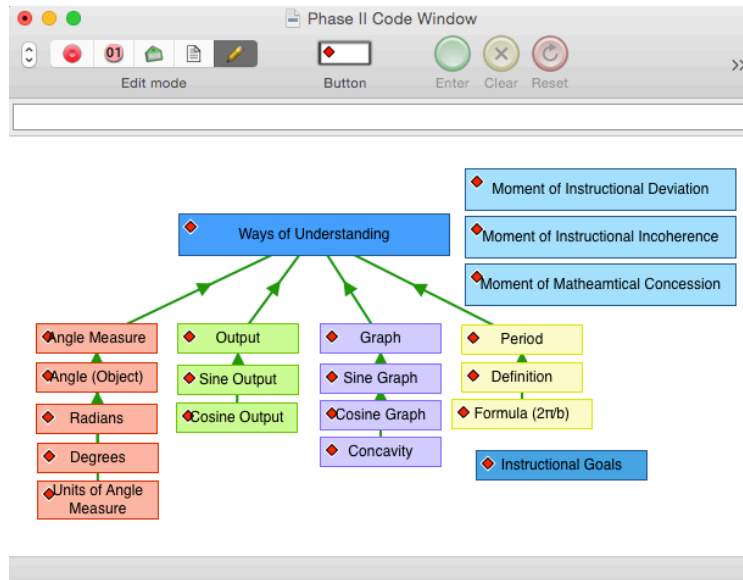 Phase II Code Window
01
Edit mode
Button
Enter
Clear
Reset
»
Moment of Instructional Deviation
Ways of Understanding
Moment of Instructional Incoherence
Moment of Matheamtical Concession
Angle Measure
Angle (Object)
Radians
Degrees
Units of Angle
Measure
Output
Sine Output
Cosine Output
Graph
Sine Graph
Cosine Graph
Concavity
Period
Definition
Formula (2π/b)
Instructional Goals